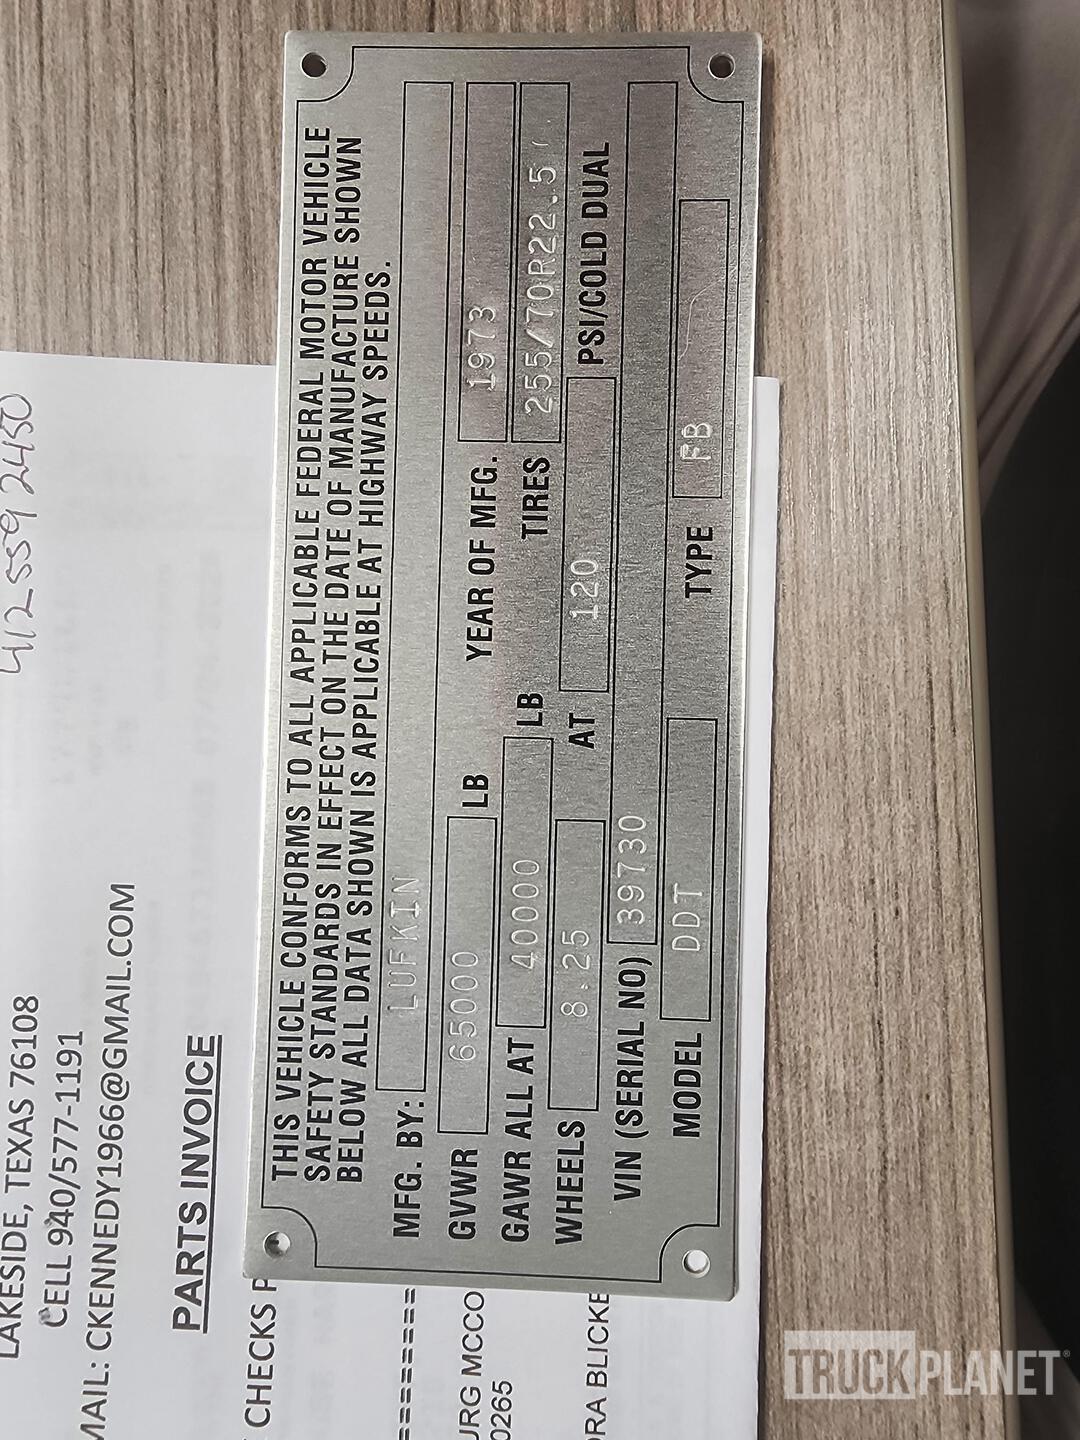 412 559 2450
LAKESIDE, TEXAS 76108
CELL 940/577-1191
MAIL: CKENNEDY1966@GMAIL.COM
PARTS INVOICE
CHECKS P
==========
URG MCCO
0265
RA BLICKE
THIS VEHICLE CONFORMS TO ALL APPLICABLE FEDERAL MOTOR VEHICLE
SAFETY STANDARDS IN EFFECT ON THE DATE OF MANUFACTURE SHOWN
BELOW ALL DATA SHOWN IS APPLICABLE AT HIGHWAY SPEEDS.
MFG. BY: LUFKIN
GVWR 65000 LB YEAR OF MFG. 1973
GAWR ALL AT 40000 LB TIRES 255/70R22.5
WHEELS 8.25 AT 120 PSI/COLD DUAL
VIN (SERIAL NO) 39730
MODEL DDT TYPE FB
TRUCKPLANET®